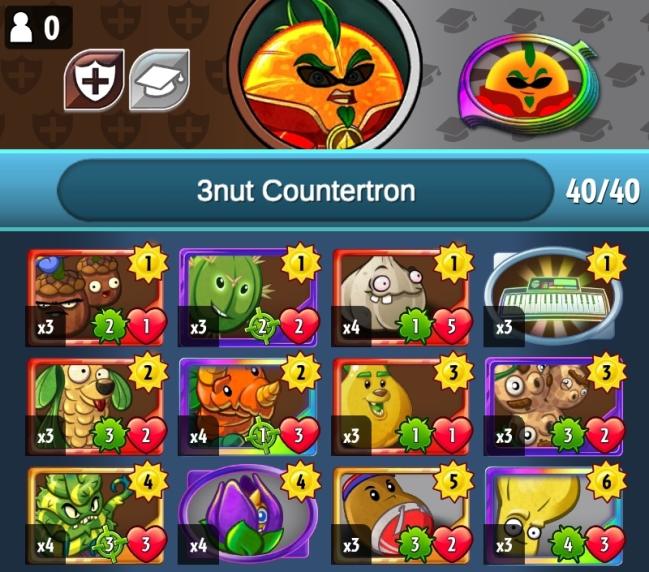 0
3nut Countertron 40/40
1 1 1 1
x3 2 1 x3 2 2 x4 1 5 x3
2 2 3 3
x3 3 2 x4 1 3 x3 1 1 x3 3 2
4 4 5 6
x4 3 3 x4 x3 3 2 x3 4 3